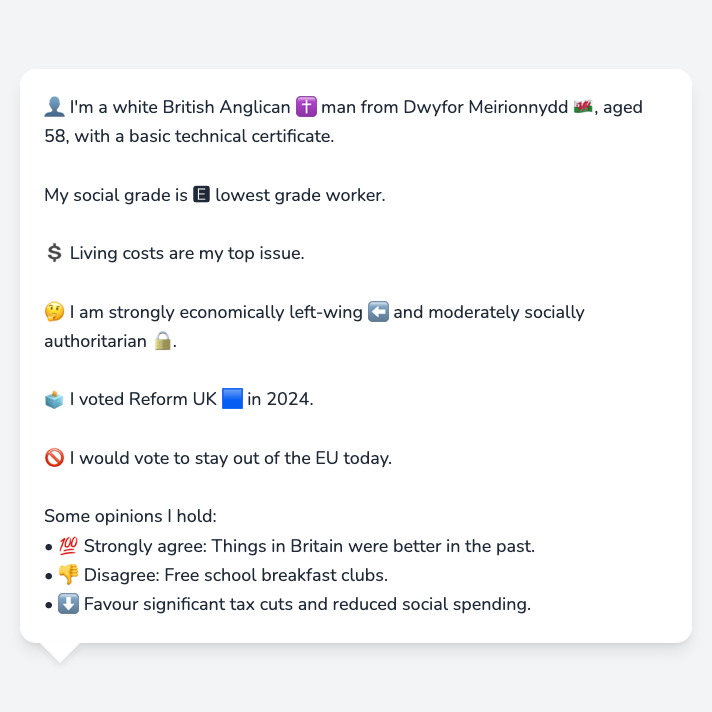 👤 I'm a white British Anglican ✝️ man from Dwyfor Meirionnydd 🏴󠁧󠁢󠁷󠁬󠁳󠁿, aged
58, with a basic technical certificate.
My social grade is 🅴 lowest grade worker.
💲 Living costs are my top issue.
🤔 I am strongly economically left-wing ⬅️ and moderately socially
authoritarian 🔒.
🗳️ I voted Reform UK 🟦 in 2024.
🚫 I would vote to stay out of the EU today.
Some opinions I hold:
• 💯 Strongly agree: Things in Britain were better in the past.
• 👎 Disagree: Free school breakfast clubs.
• ⬇️ Favour significant tax cuts and reduced social spending.